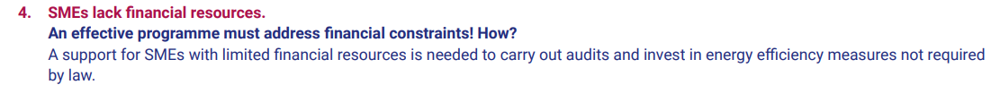 4. SMEs lack financial resources.
An effective programme must address financial constraints! How?
A support for SMEs with limited financial resources is needed to carry out audits and invest in energy efficiency measures not required
by law.